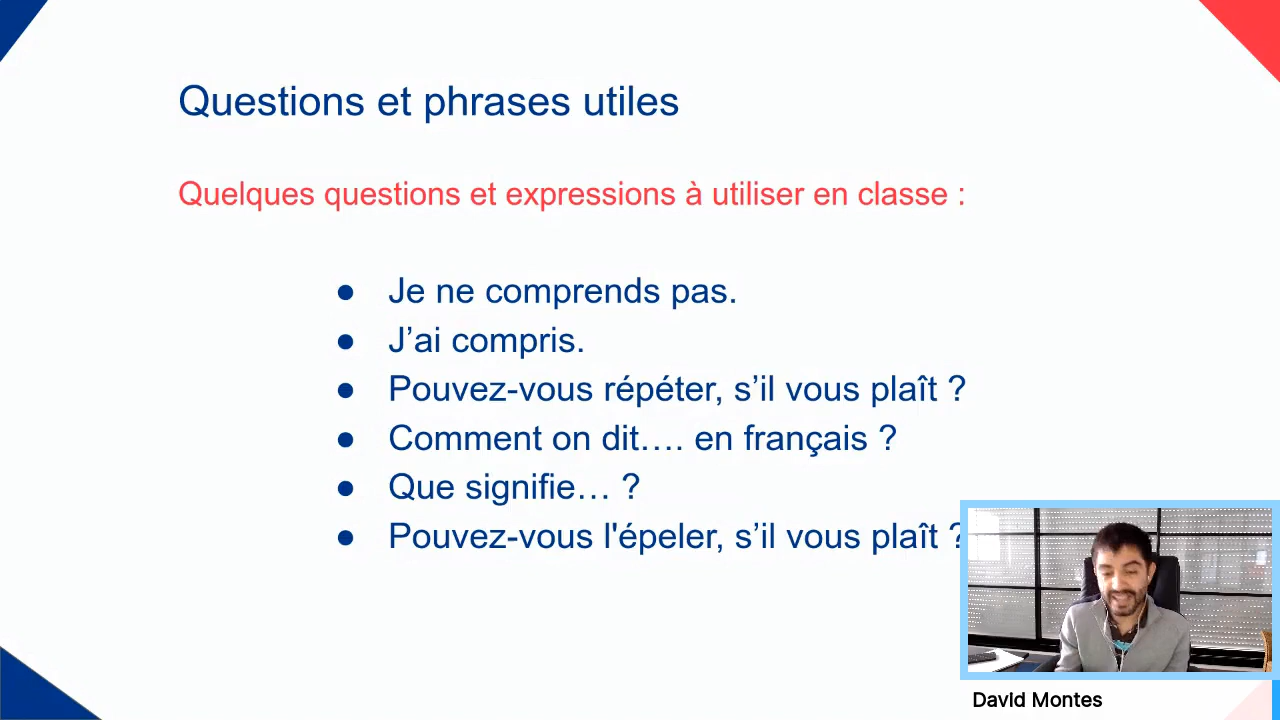 Questions et phrases utiles
Quelques questions et expressions à utiliser en classe :
● Je ne comprends pas.
● J’ai compris.
● Pouvez-vous répéter, s’il vous plaît ?
● Comment on dit…. en français ?
● Que signifie… ?
● Pouvez-vous l'épeler, s’il vous plaît ?
David Montes